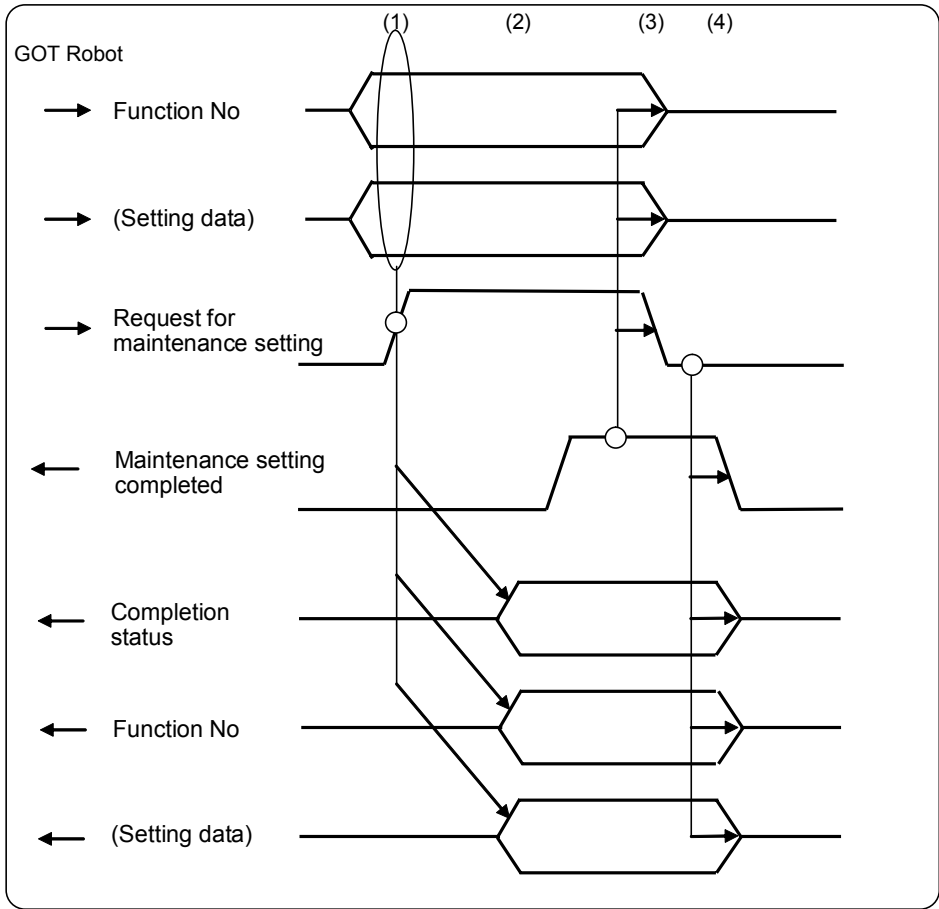 (1) (2) (3) (4)
GOT Robot
Function No
(Setting data)
Request for
maintenance setting
Maintenance setting
completed
Completion
status
Function No
(Setting data)